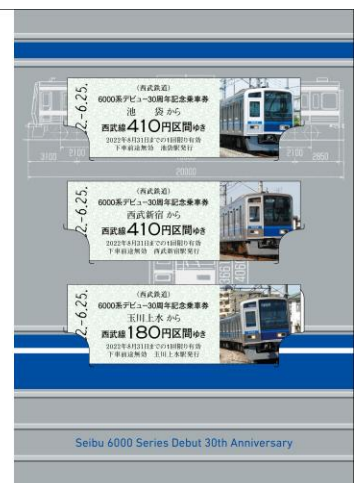 2.-6.25.
(西武鉄道)
6000系デビュー30周年記念乗車券
池 袋 から
西武線410円区間ゆき
2022年8月31日までの1回限り有効
下車前途無効 池袋駅発行
3100
2100
20000
2100
2950
2.-6.25.
(西武鉄道)
6000系デビュー30周年記念乗車券
西武新宿 から
西武線410円区間ゆき
2022年8月31日までの1回限り有効
下車前途無効 西武新宿駅発行
2.-6.25.
(西武鉄道)
6000系デビュー30周年記念乗車券
玉川上水 から
西武線180円区間ゆき
2022年8月31日までの1回限り有効
下車前途無効 玉川上水駅発行
Seibu 6000 Series Debut 30th Anniversary